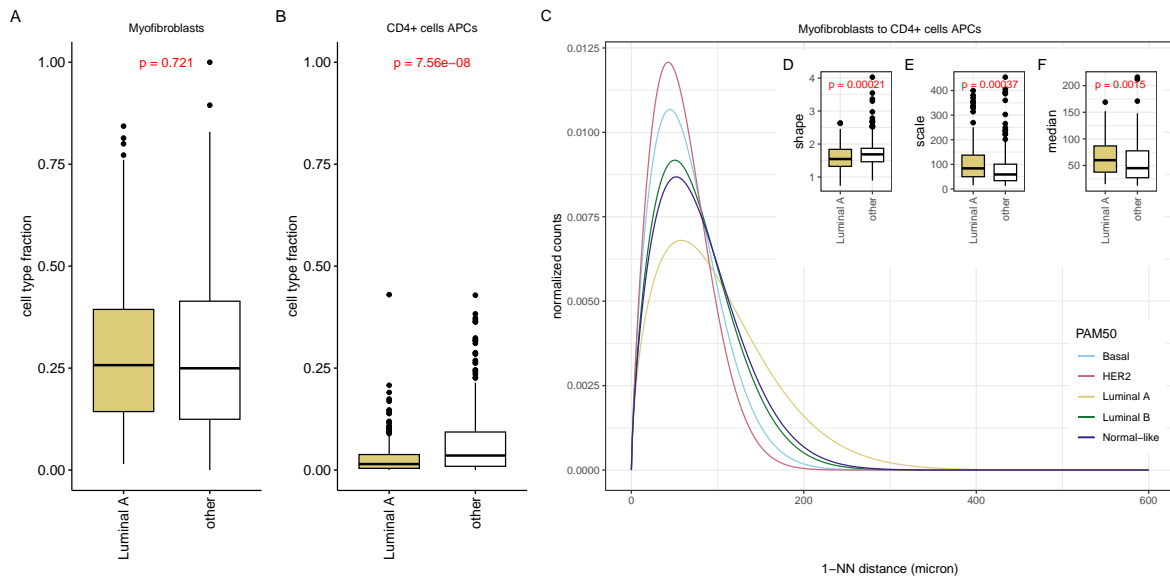 A
Myofibroblasts
p = 0.721
cell type fraction
1.00
0.75
0.50
0.25
0.00
Luminal A
other
B
CD4+ cells APCs
p = 7.56e−08
cell type fraction
1.00
0.75
0.50
0.25
0.00
Luminal A
other
C
Myofibroblasts to CD4+ cells APCs
normalized counts
0.0125
0.0100
0.0075
0.0050
0.0025
0.0000
0
200
400
600
1−NN distance (micron)
D
p = 0.00021
shape
4
3
2
1
Luminal A
other
E
p = 0.00037
scale
400
300
200
100
0
Luminal A
other
F
p = 0.0015
median
200
150
100
50
Luminal A
other
PAM50
Basal
HER2
Luminal A
Luminal B
Normal−like